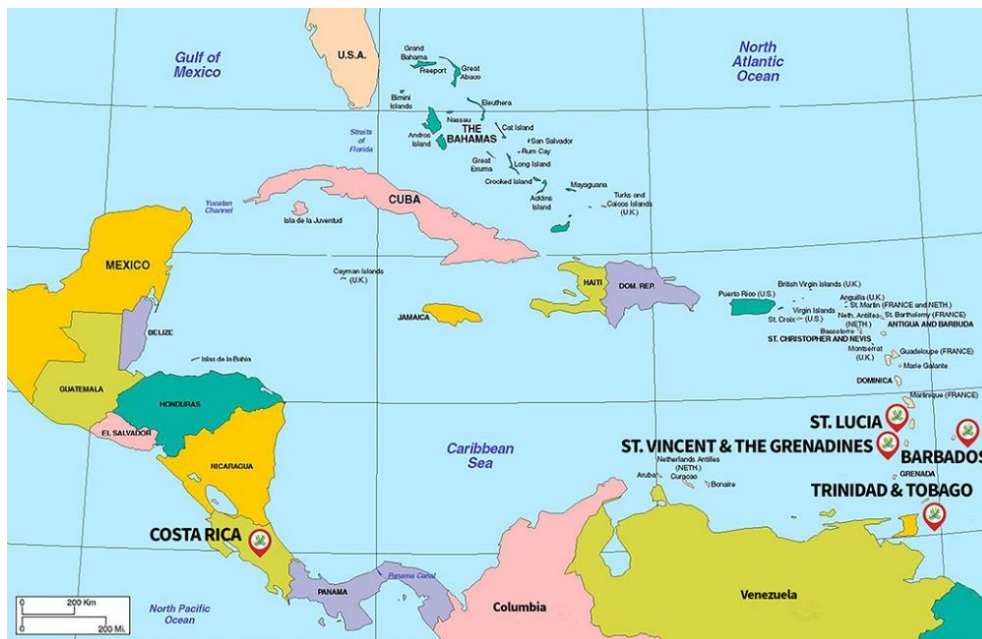 Gulf of
Mexico
U.S.A.
North
Atlantic
Ocean
Grand
Bahama
Freeport
Great
Abaco
Bimini
Islands
Nassau
Eleuthera
Andros
Island
THE
BAHAMAS
Cat Island
San Salvador
Rum Cay
Great
Exuma
Long Island
Crooked Island
Acklins
Island
Mayaguana
Turks and
Caicos Islands
(U.K.)
Straits
of
Florida
Yucatan
Channel
CUBA
Isla de la Juventud
Cayman Islands
(U.K.)
MEXICO
BELIZE
JAMAICA
HAITI
DOM. REP.
Puerto Rico (U.S.)
British Virgin Islands (U.K.)
Virgin Islands
(U.S.)
St. Croix
Anguilla (U.K.)
St. Martin (FRANCE and NETH.)
Neth. Antilles
(NETH.)
St. Barthelemy (FRANCE)
ANTIGUA AND BARBUDA
Basseterre
ST. CHRISTOPHER AND NEVIS
Montserrat
(U.K.)
Guadeloupe (FRANCE)
Marie Galante
DOMINICA
Martinique (FRANCE)
Islas de la Bahia
GUATEMALA
HONDURAS
EL SALVADOR
NICARAGUA
Caribbean
Sea
ST. LUCIA
ST. VINCENT & THE GRENADINES
BARBADOS
Netherlands Antilles
(NETH.)
Aruba
Curacao
Bonaire
GRENADA
TRINIDAD & TOBAGO
COSTA RICA
PANAMA
Panama Canal
Columbia
Venezuela
North Pacific
Ocean
0
200 Km
0
200 Mi.